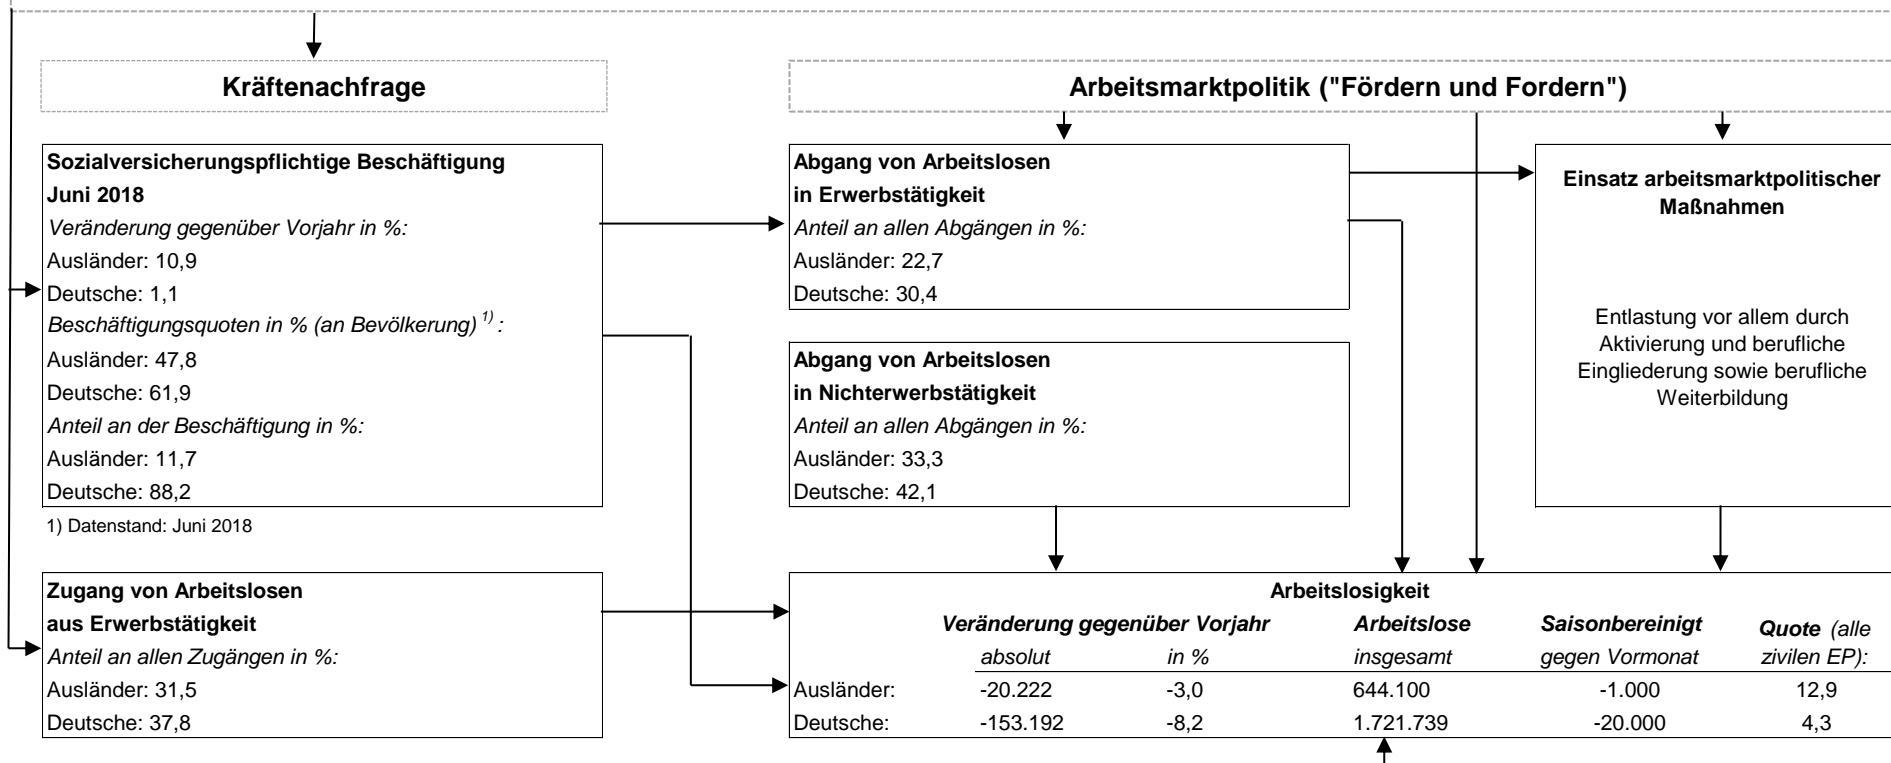 Kräftenachfrage
Arbeitsmarktpolitik ("Fördern und Fordern")
Sozialversicherungspflichtige Beschäftigung
Juni 2018
Veränderung gegenüber Vorjahr in %:
Ausländer: 10,9
Deutsche: 1,1
Beschäftigungsquoten in % (an Bevölkerung) 1) :
Ausländer: 47,8
Deutsche: 61,9
Anteil an der Beschäftigung in %:
Ausländer: 11,7
Deutsche: 88,2
1) Datenstand: Juni 2018
Abgang von Arbeitslosen
in Erwerbstätigkeit
Anteil an allen Abgängen in %:
Ausländer: 22,7
Deutsche: 30,4
Abgang von Arbeitslosen
in Nichterwerbstätigkeit
Anteil an allen Abgängen in %:
Ausländer: 33,3
Deutsche: 42,1
Einsatz arbeitsmarktpolitischer
Maßnahmen
Entlastung vor allem durch
Aktivierung und berufliche
Eingliederung sowie berufliche
Weiterbildung
Zugang von Arbeitslosen
aus Erwerbstätigkeit
Anteil an allen Zugängen in %:
Ausländer: 31,5
Deutsche: 37,8
Arbeitslosigkeit
Veränderung gegenüber Vorjahr Arbeitslose Saisonbereinigt Quote (alle
absolut in % insgesamt gegen Vormonat zivilen EP):
Ausländer: -20.222 -3,0 644.100 -1.000 12,9
Deutsche: -153.192 -8,2 1.721.739 -20.000 4,3